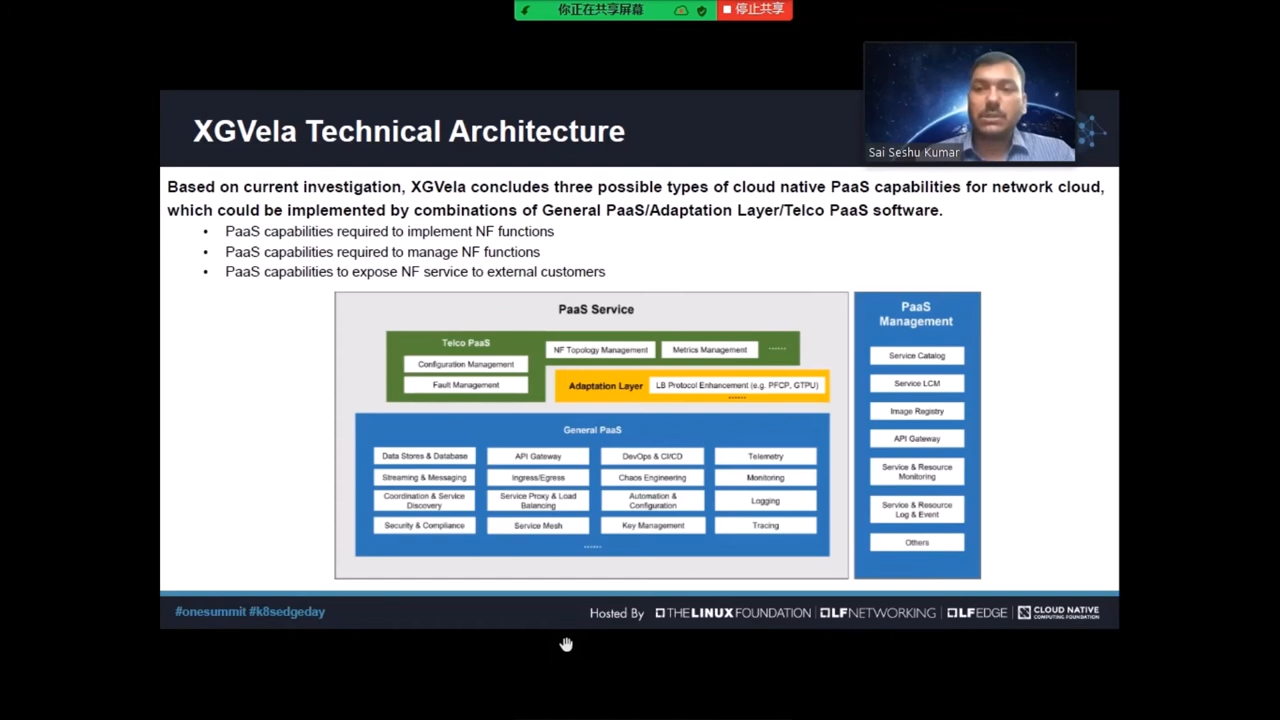 你正在共享屏幕
停止共享
Sai Seshu Kumar
XGVela Technical Architecture
Based on current investigation, XGVela concludes three possible types of cloud native PaaS capabilities for network cloud,
which could be implemented by combinations of General PaaS/Adaptation Layer/Telco PaaS software.
• PaaS capabilities required to implement NF functions
• PaaS capabilities required to manage NF functions
• PaaS capabilities to expose NF service to external customers
PaaS Service
Telco PaaS
Configuration Management
Fault Management
NF Topology Management
Metrics Management
......
Adaptation Layer
LB Protocol Enhancement (e.g. PFCP, GTPU)
......
General PaaS
Data Stores & Database
API Gateway
DevOps & CI/CD
Telemetry
Streaming & Messaging
Ingress/Egress
Chaos Engineering
Monitoring
Coordination & Service
Discovery
Service Proxy & Load
Balancing
Automation &
Configuration
Logging
Security & Compliance
Service Mesh
Key Management
Tracing
......
PaaS
Management
Service Catalog
Service LCM
Image Registry
API Gateway
Service & Resource
Monitoring
Service & Resource
Log & Event
Others
#onesummit #k8sedgeday
Hosted By
THE LINUX FOUNDATION
LFNETWORKING
LFEDGE
CLOUD NATIVE
COMPUTING FOUNDATION